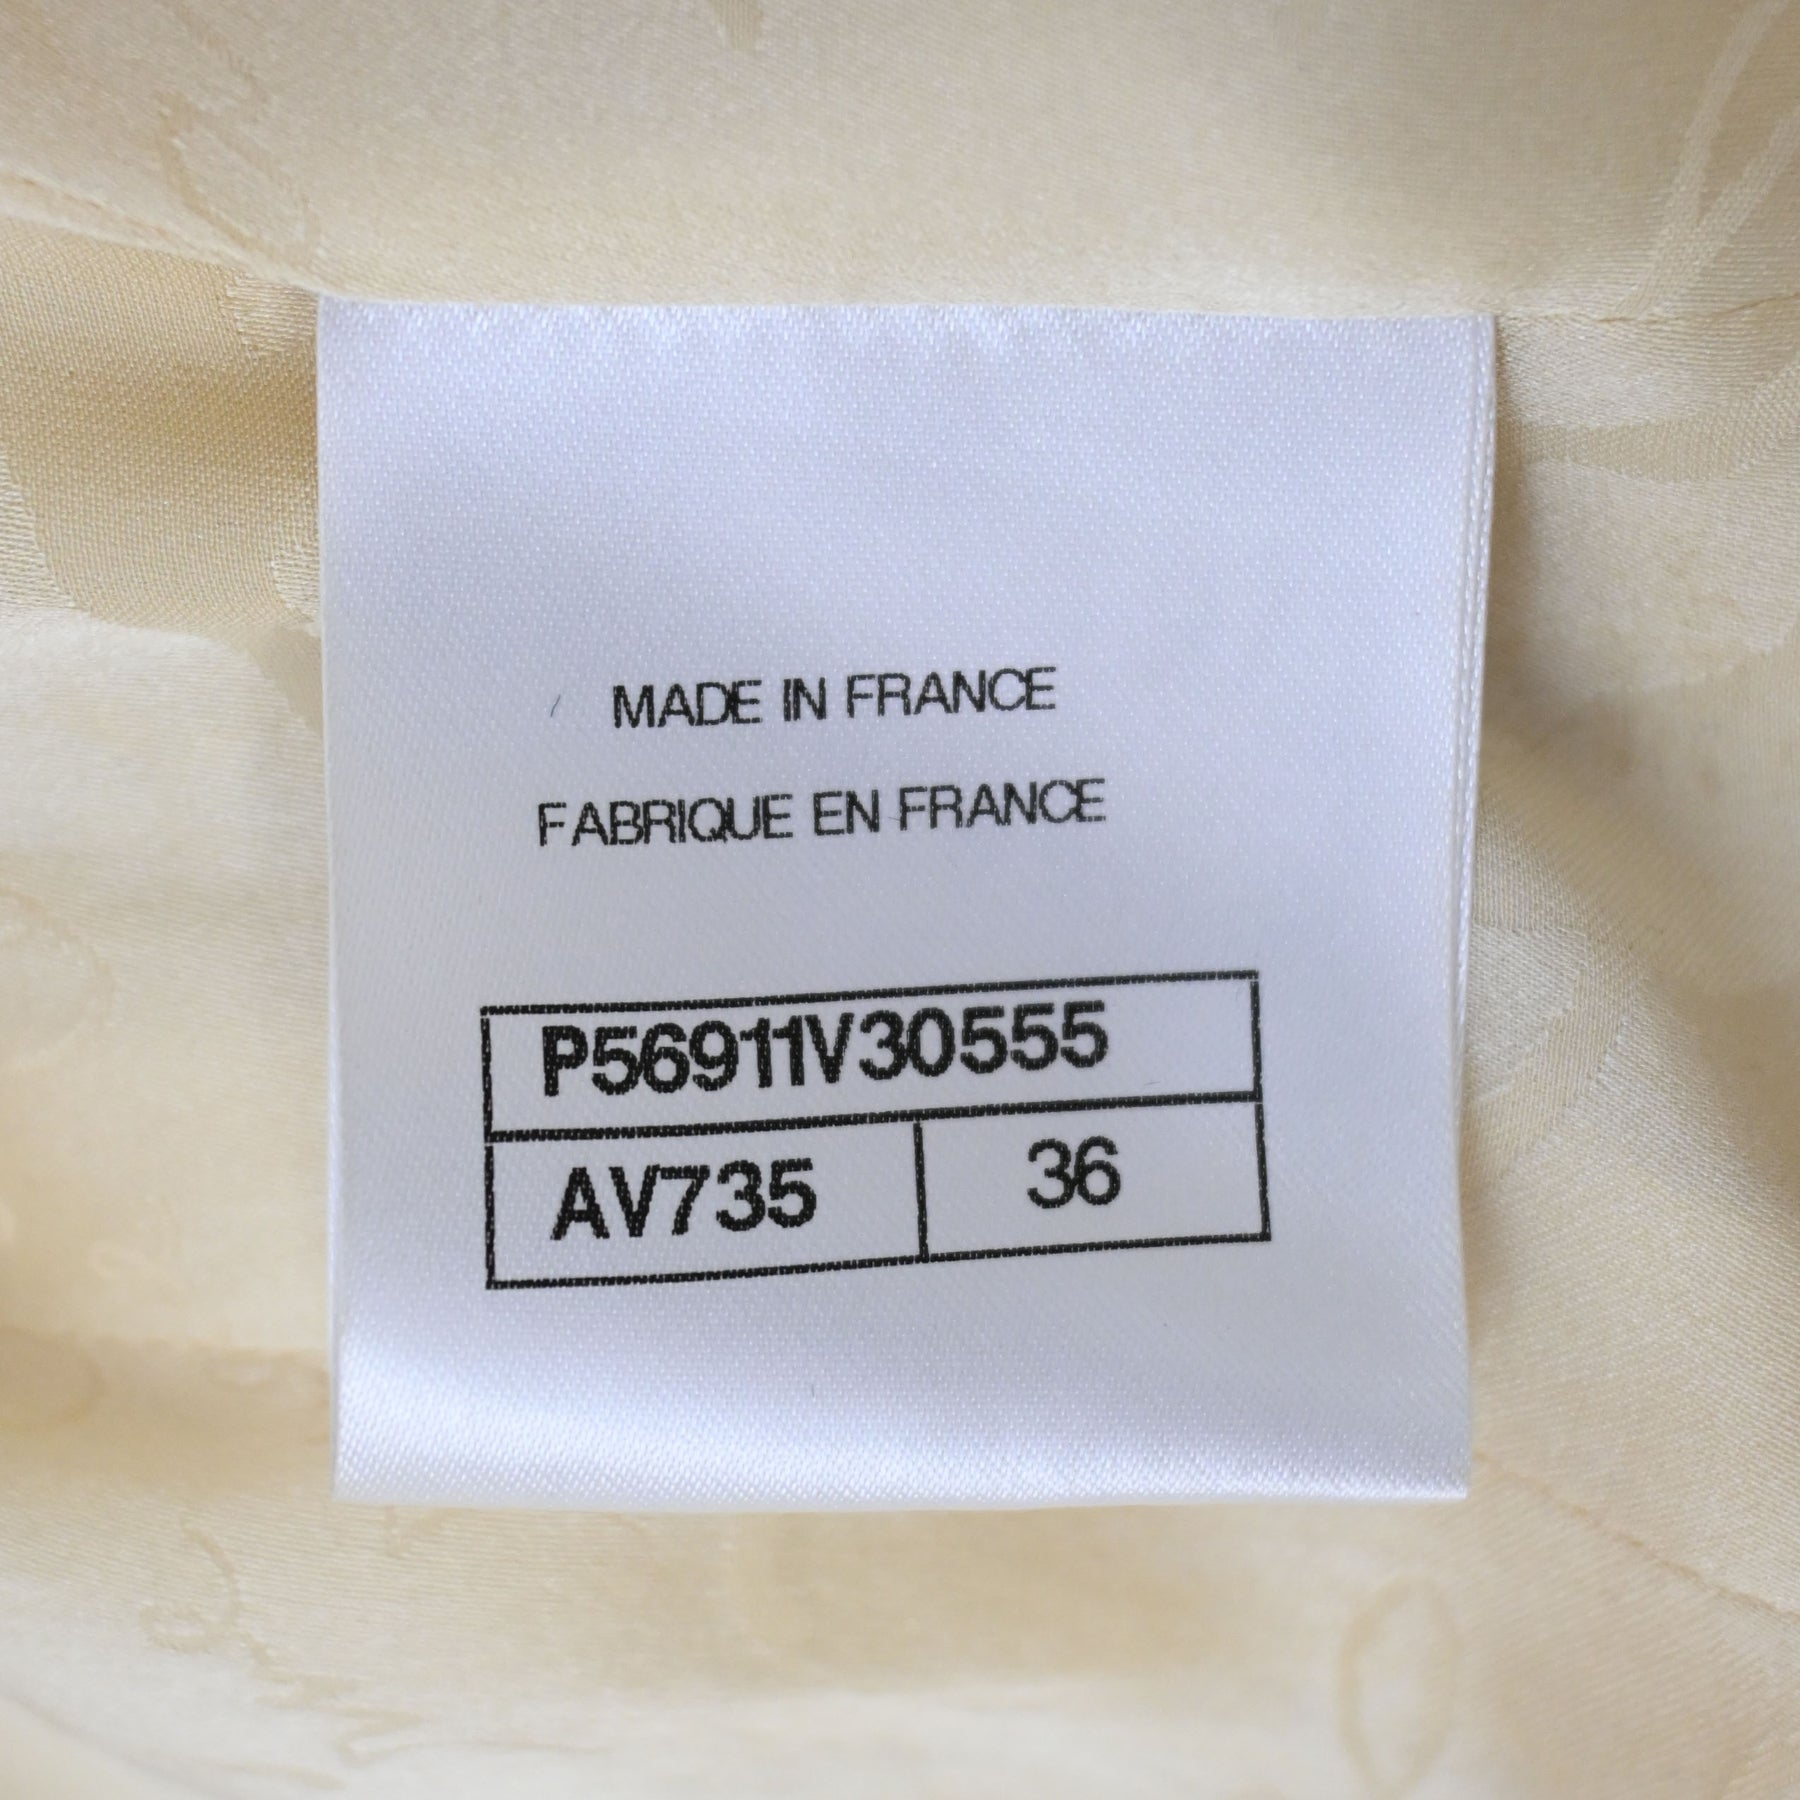 MADE IN FRANCE
FABRIQUE EN FRANCE
P56911V30555
AV735 36